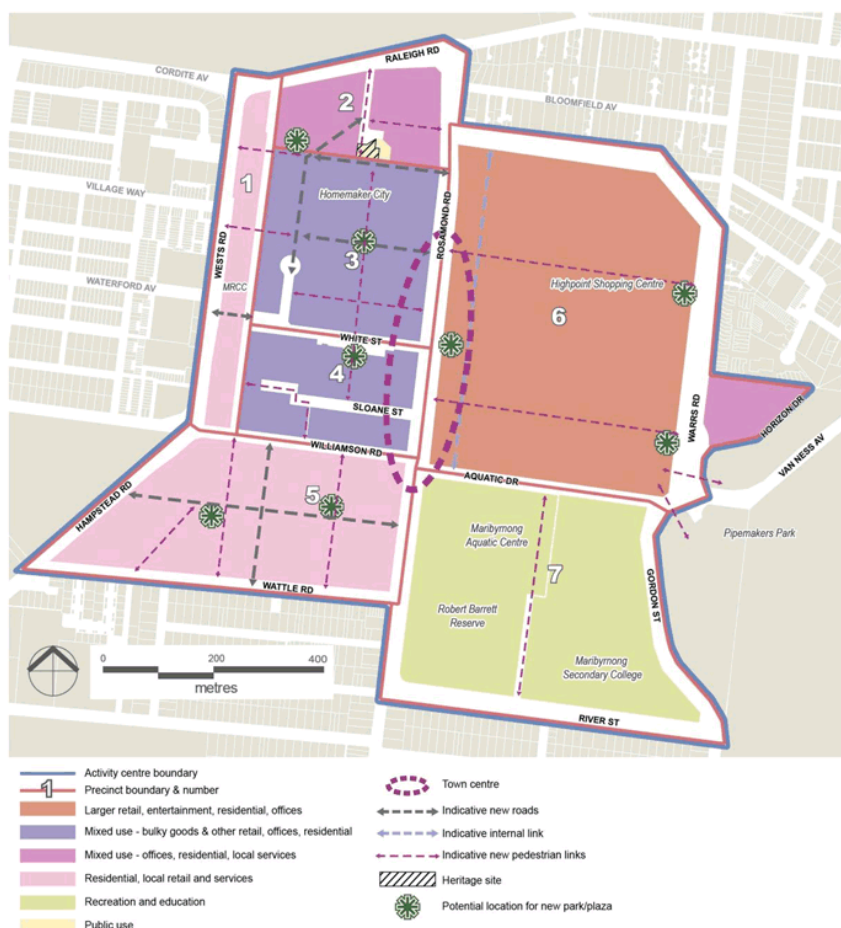 RALEIGH RD
CORDITE AV
BLOOMFIELD AV
2
VILLAGE WAY
1
Homemaker City
ROSAMOND RD
WESTS RD
3
WATERFORD AV
MRCC
Highpoint Shopping Centre
6
WHITE ST
4
SLOANE ST
WARRS RD
HORIZON DR
WILLIAMSON RD
VAN NESS AV
AQUATIC DR
HAMPSTEAD RD
5
Maribyrnong
Aquatic Centre
Pipemakers Park
7
WATTLE RD
GORDON ST
Robert Barrett
Reserve
Maribyrnong
Secondary College
0 200 400
metres
RIVER ST
Activity centre boundary
1 Precinct boundary & number
Larger retail, entertainment, residential, offices
Mixed use - bulky goods & other retail, offices, residential
Mixed use - offices, residential, local services
Residential, local retail and services
Recreation and education
Public use
Town centre
Indicative new roads
Indicative internal link
Indicative new pedestrian links
Heritage site
Potential location for new park/plaza